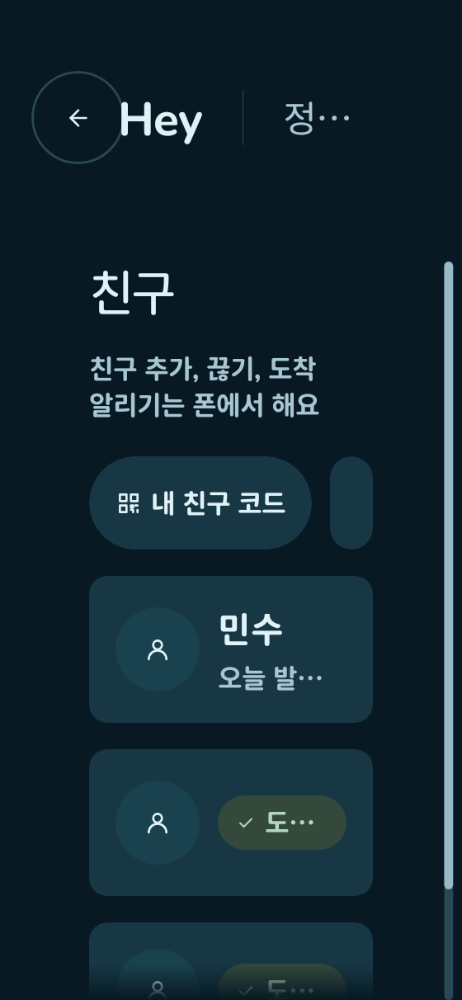 Hey
정…
친구
친구 추가, 끊기, 도착
알리기는 폰에서 해요
내 친구 코드
민수
오늘 발…
도…
도…